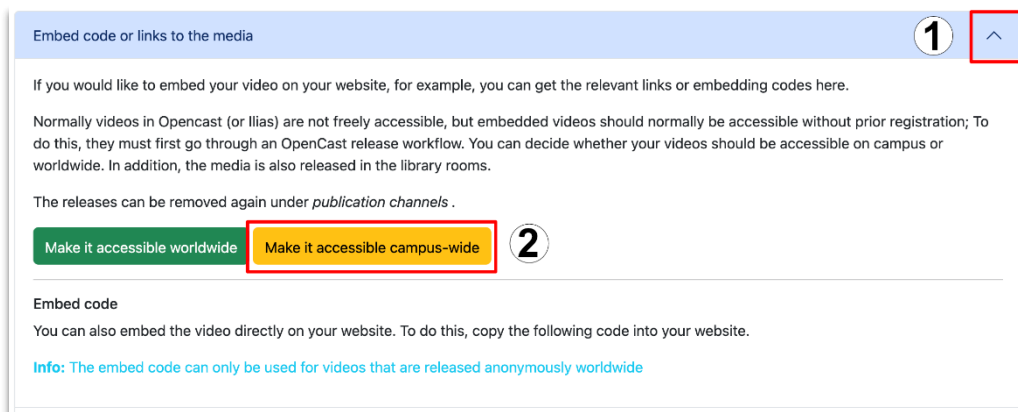 Embed code or links to the media
1
If you would like to embed your video on your website, for example, you can get the relevant links or embedding codes here.
Normally videos in Opencast (or Ilias) are not freely accessible, but embedded videos should normally be accessible without prior registration; To
do this, they must first go through an OpenCast release workflow. You can decide whether your videos should be accessible on campus or
worldwide. In addition, the media is also released in the library rooms.
The releases can be removed again under publication channels .
Make it accessible worldwide Make it accessible campus-wide 2
Embed code
You can also embed the video directly on your website. To do this, copy the following code into your website.
Info: The embed code can only be used for videos that are released anonymously worldwide